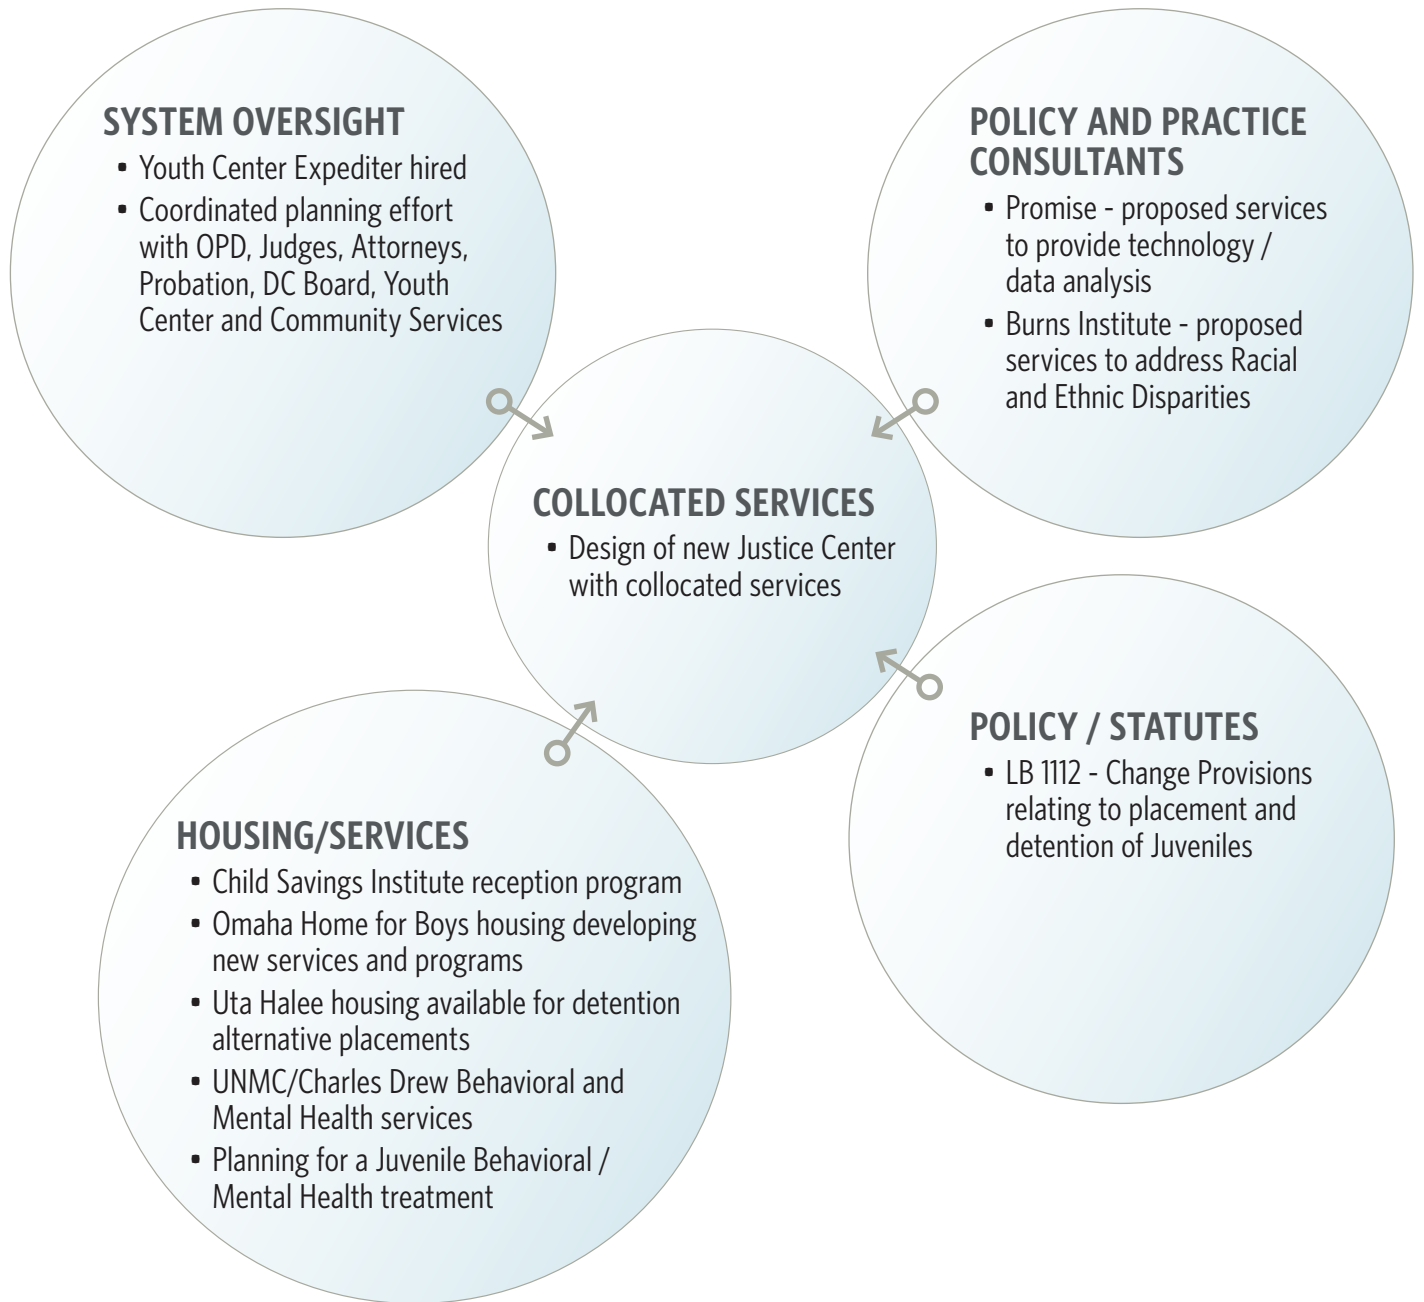 SYSTEM OVERSIGHT
▪ Youth Center Expediter hired
▪ Coordinated planning effort
with OPD, Judges, Attorneys,
Probation, DC Board, Youth
Center and Community Services
POLICY AND PRACTICE
CONSULTANTS
▪ Promise - proposed services
to provide technology /
data analysis
▪ Burns Institute - proposed
services to address Racial
and Ethnic Disparities
COLLOCATED SERVICES
▪ Design of new Justice Center
with collocated services
POLICY / STATUTES
▪ LB 1112 - Change Provisions
relating to placement and
detention of Juveniles
HOUSING/SERVICES
▪ Child Savings Institute reception program
▪ Omaha Home for Boys housing developing
new services and programs
▪ Uta Halee housing available for detention
alternative placements
▪ UNMC/Charles Drew Behavioral and
Mental Health services
▪ Planning for a Juvenile Behavioral /
Mental Health treatment